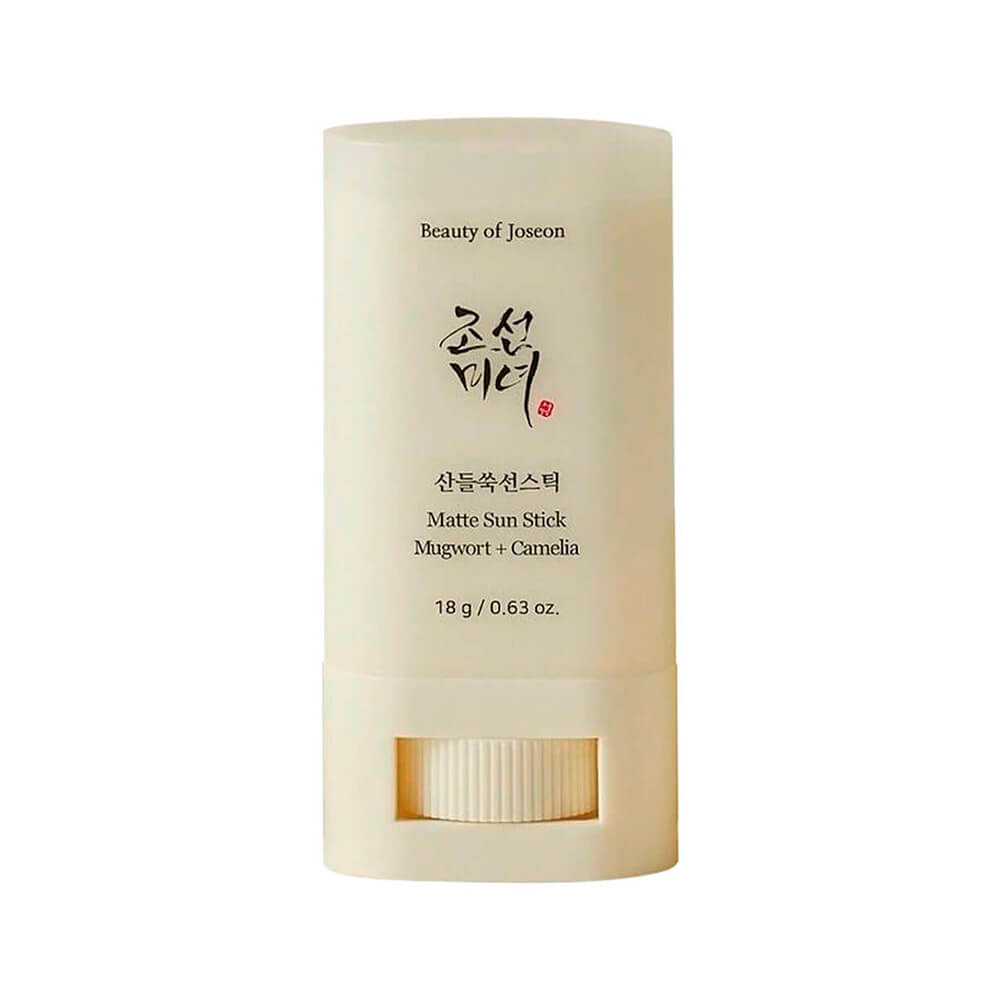 Beauty of Joseon
조선
미녀
산들쑥선스틱
Matte Sun Stick
Mugwort + Camelia
18 g / 0.63 oz.